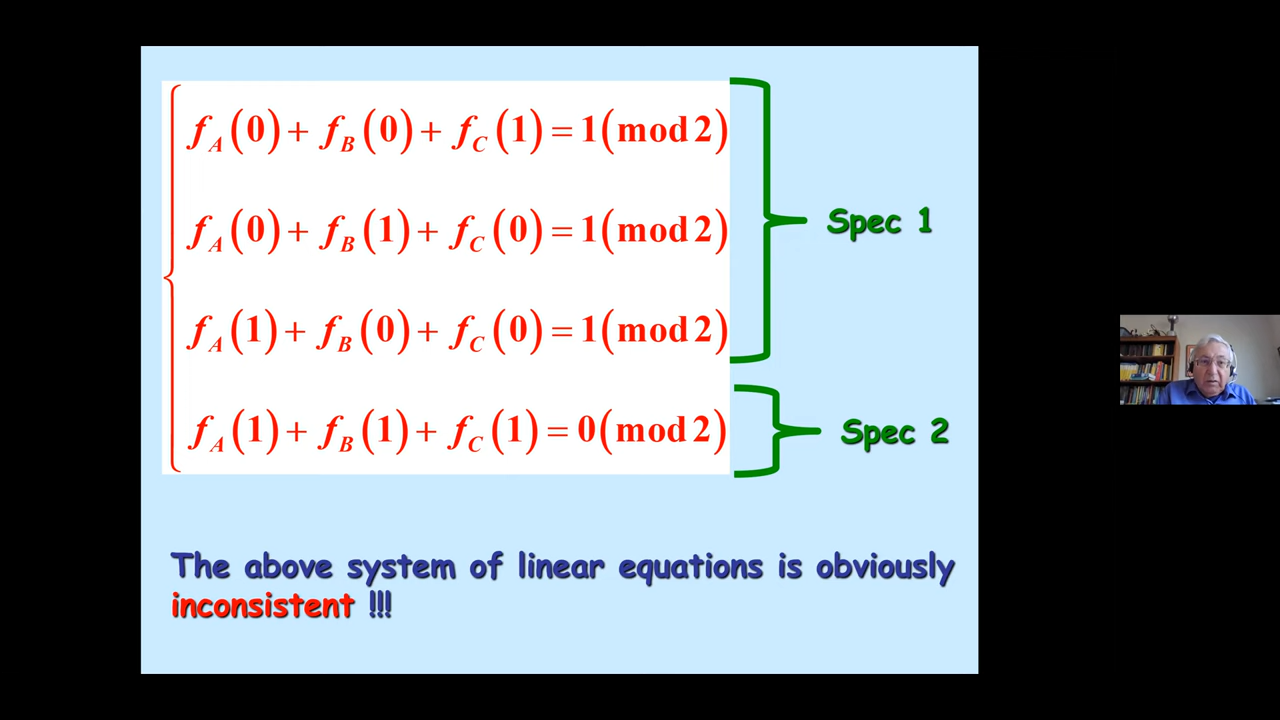 f_A(0) + f_B(0) + f_C(1) = 1(mod 2)
f_A(0) + f_B(1) + f_C(0) = 1(mod 2)
Spec 1
f_A(1) + f_B(0) + f_C(0) = 1(mod 2)
f_A(1) + f_B(1) + f_C(1) = 0(mod 2)
Spec 2
The above system of linear equations is obviously
inconsistent !!!